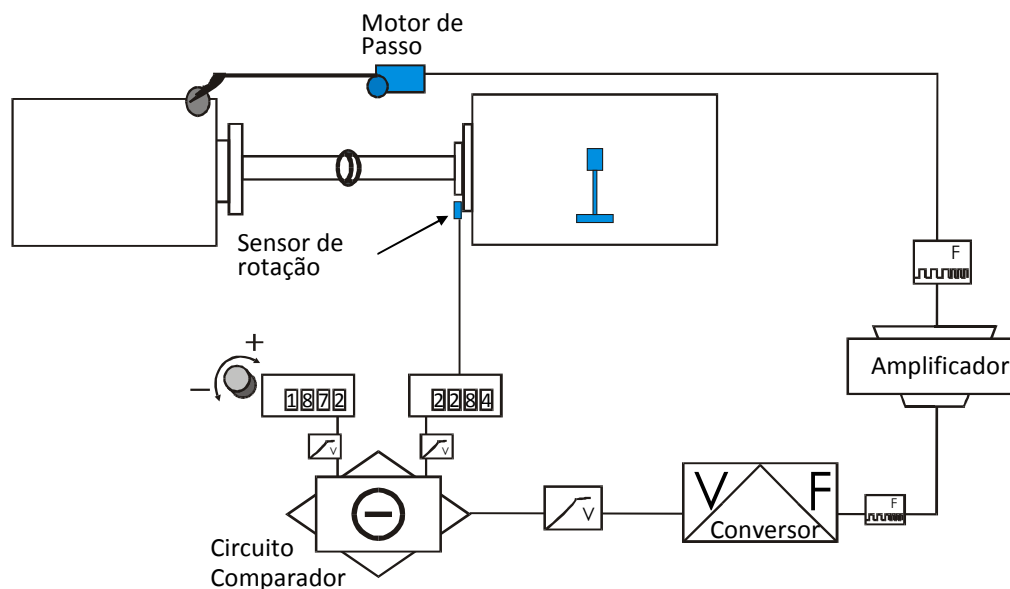 Motor de
Passo
Sensor de
rotação
F
Amplificador
+
−
1872
2284
V
V
−
V
V F
Conversor
F
Circuito
Comparador